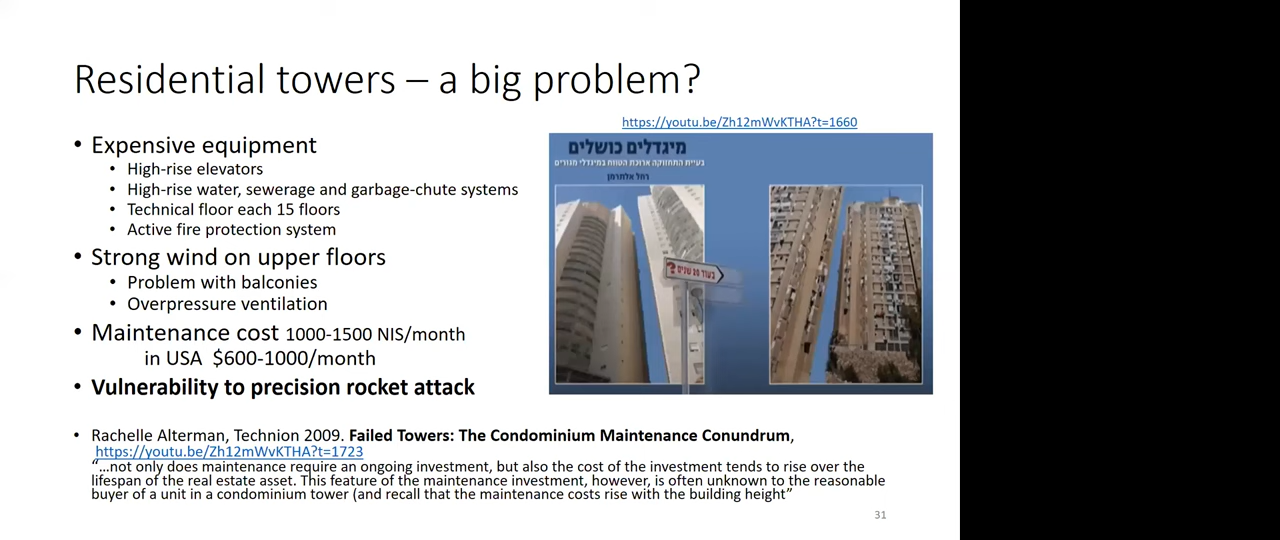 Residential towers – a big problem?
https://youtu.be/Zh12mWvKTHA?t=1660
• Expensive equipment
• High-rise elevators
• High-rise water, sewerage and garbage-chute systems
• Technical floor each 15 floors
• Active fire protection system
• Strong wind on upper floors
• Problem with balconies
• Overpressure ventilation
• Maintenance cost 1000-1500 NIS/month
in USA $600-1000/month
• Vulnerability to precision rocket attack
מיגדלים כושלים
בעיית התחזוקה ארוכת הטווח במיגדלי מגורים
רחל אלתרמן
בעוד 20 שנים?
• Rachelle Alterman, Technion 2009. Failed Towers: The Condominium Maintenance Conundrum,
https://youtu.be/Zh12mWvKTHA?t=1723
“…not only does maintenance require an ongoing investment, but also the cost of the investment tends to rise over the
lifespan of the real estate asset. This feature of the maintenance investment, however, is often unknown to the reasonable
buyer of a unit in a condominium tower (and recall that the maintenance costs rise with the building height”
31